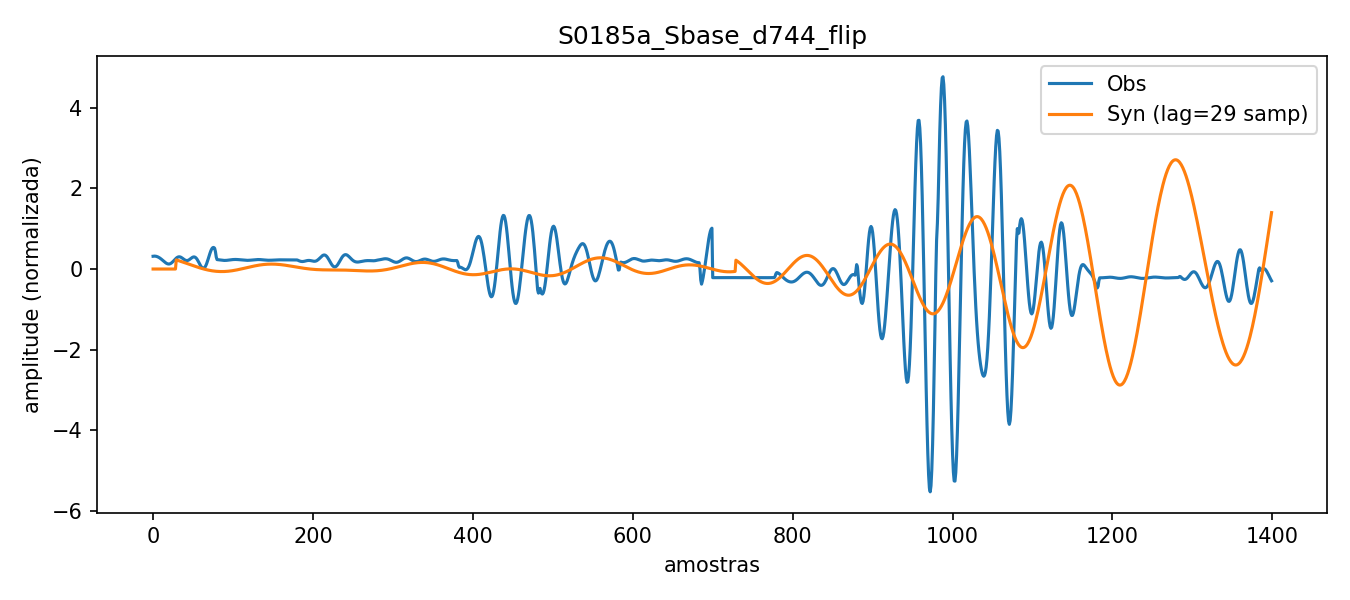 S0185a_Sbase_d744_flip
Obs
Syn (lag=29 samp)
amplitude (normalizada)
4
2
0
−2
−4
−6
0 200 400 600 800 1000 1200 1400
amostras